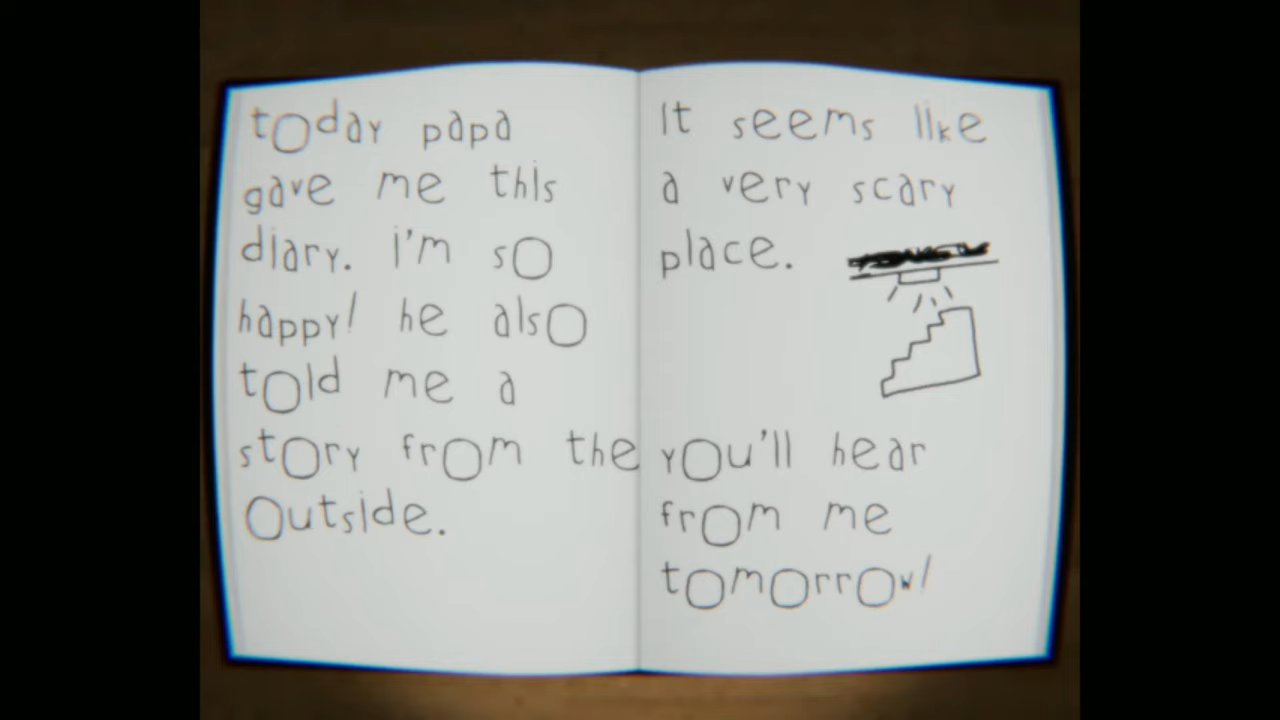 today papa
gave me this
diary. i'm so
happy! he also
told me a
story from the
outside.
It seems like
a very scary
place.
you'll hear
from me
tomorrow!